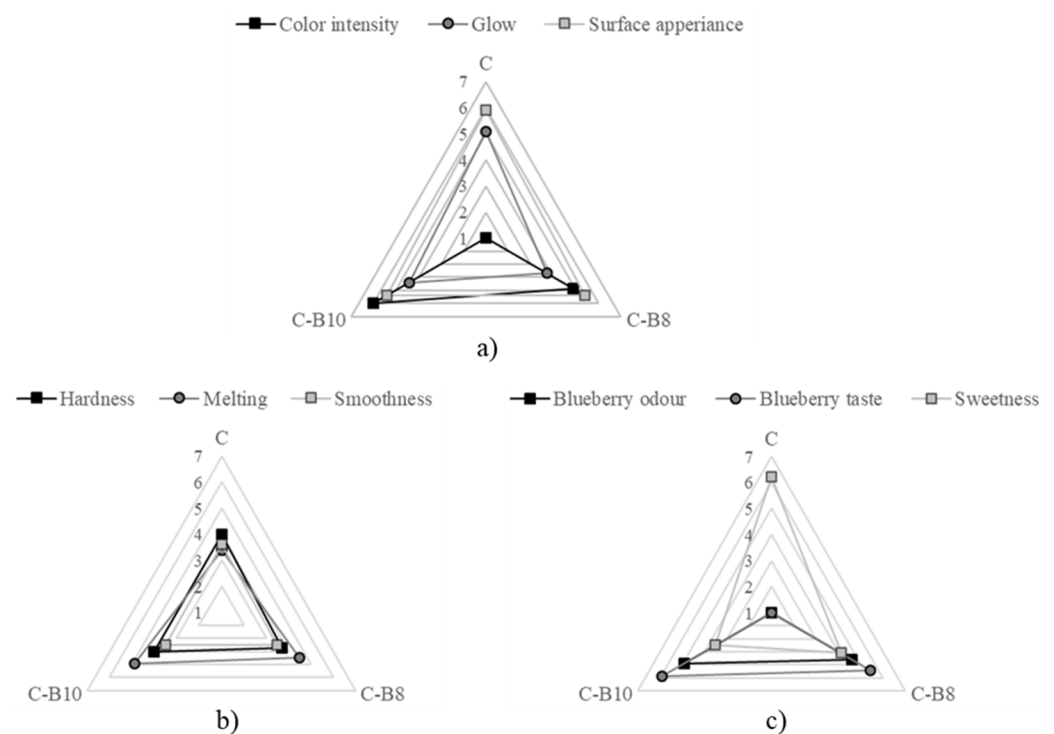 Color intensity Glow Surface apperiance
C
7
6
5
4
3
2
1
C-B10 C-B8
a)
Hardness Melting Smoothness
C
7
6
5
4
3
2
1
C-B10 C-B8
b)
Blueberry odour Blueberry taste Sweetness
C
7
6
5
4
3
2
1
C-B10 C-B8
c)